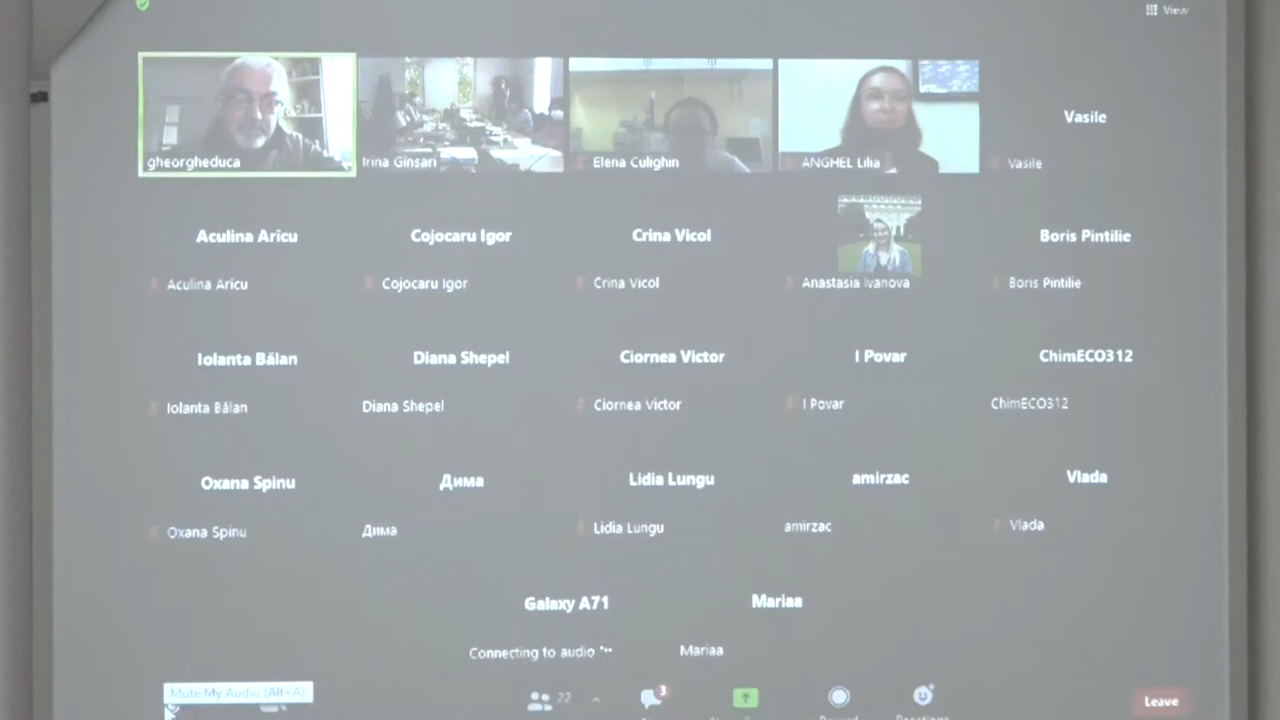 View
gheorgheduca
Irina Ginsari
Elena Culighin
ANGHEL Lilia
Vasile
Vasile
Aculina Aricu
Cojocaru Igor
Crina Vicol
Boris Pintilie
Aculina Aricu
Cojocaru Igor
Crina Vicol
Anastasia Ivanova
Boris Pintilie
Iolanta Bălan
Diana Shepel
Ciornea Victor
I Povar
ChimECO312
Iolanta Bălan
Diana Shepel
Ciornea Victor
I Povar
ChimECO312
Oxana Spinu
Дима
Lidia Lungu
amirzac
Vlada
Oxana Spinu
Дима
Lidia Lungu
amirzac
Vlada
Galaxy A71
Mariaa
Connecting to audio ···
Mariaa
Mute My Audio (Alt+A)
22
3
Leave